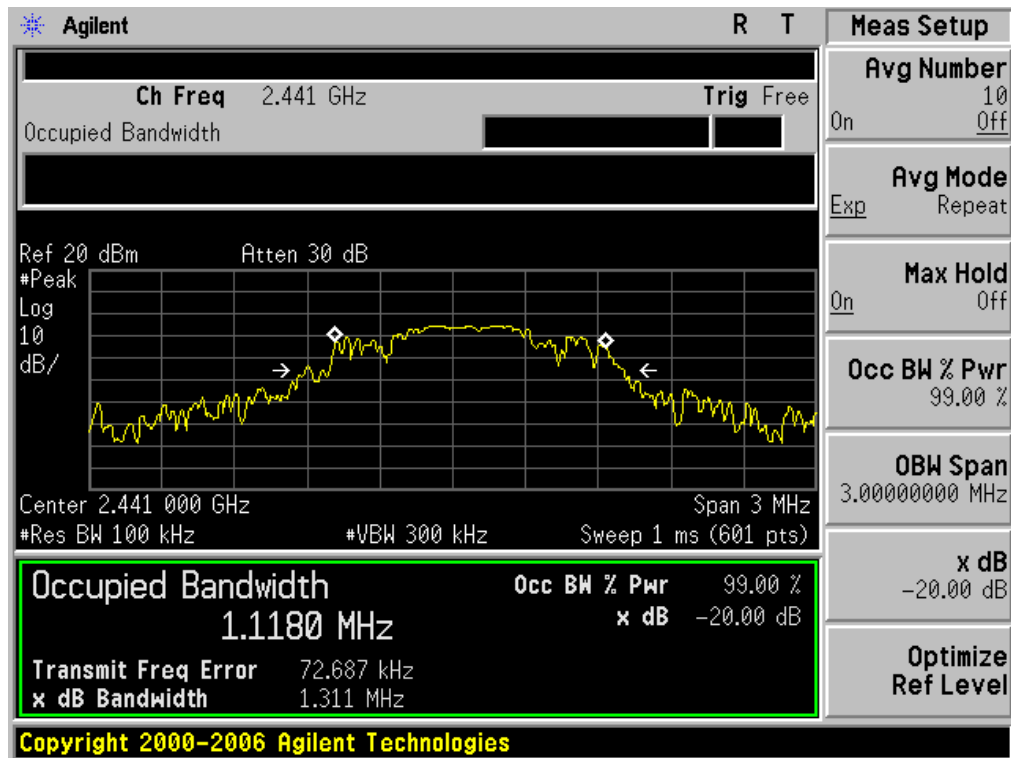 Agilent R T
Ch Freq 2.441 GHz Trig Free
Occupied Bandwidth
Ref 20 dBm Atten 30 dB
#Peak
Log
10
dB/
Center 2.441 000 GHz Span 3 MHz
#Res BW 100 kHz #VBW 300 kHz Sweep 1 ms (601 pts)
Occupied Bandwidth Occ BW % Pwr 99.00 %
1.1180 MHz x dB -20.00 dB
Transmit Freq Error 72.687 kHz
x dB Bandwidth 1.311 MHz
Copyright 2000-2006 Agilent Technologies
Meas Setup
Avg Number
10
On Off
Avg Mode
Exp Repeat
Max Hold
On Off
Occ BW % Pwr
99.00 %
OBW Span
3.00000000 MHz
x dB
-20.00 dB
Optimize
Ref Level